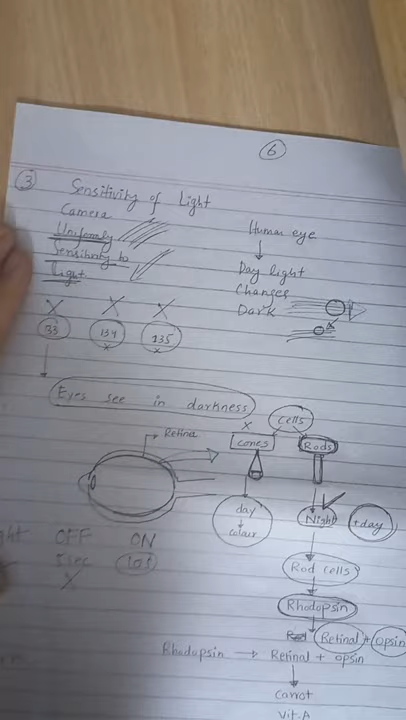 6
3 Sensitivity of Light
Camera
Uniformly
Sensitivity to
Light
Human eye
Day light
Changes
Dark
X X X
33 134 135
x x
Eyes see in darkness
Cells
x
cones Rods
Retina
day
colour
Night +day
ght OFF ON
5sec 10s
X
Rod cells
Rhodopsin
Retinal + opsin
Rhodopsin → Retinal + opsin
Carrot
Vit.A